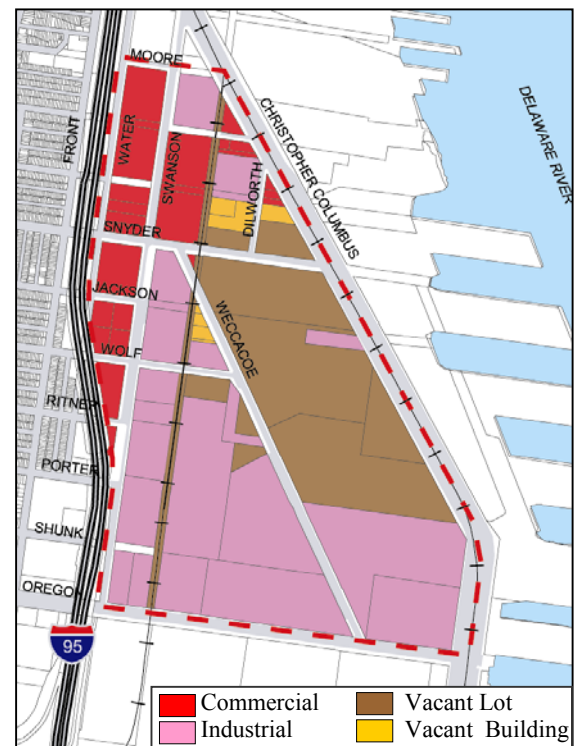 MOORE
FRONT
WATER
SWANSON
CHRISTOPHER COLUMBUS
DELAWARE RIVER
DILWORTH
SNYDER
JACKSON
WECCACOE
WOLF
RITNER
PORTER
SHUNK
OREGON
95
Commercial
Vacant Lot
Industrial
Vacant Building